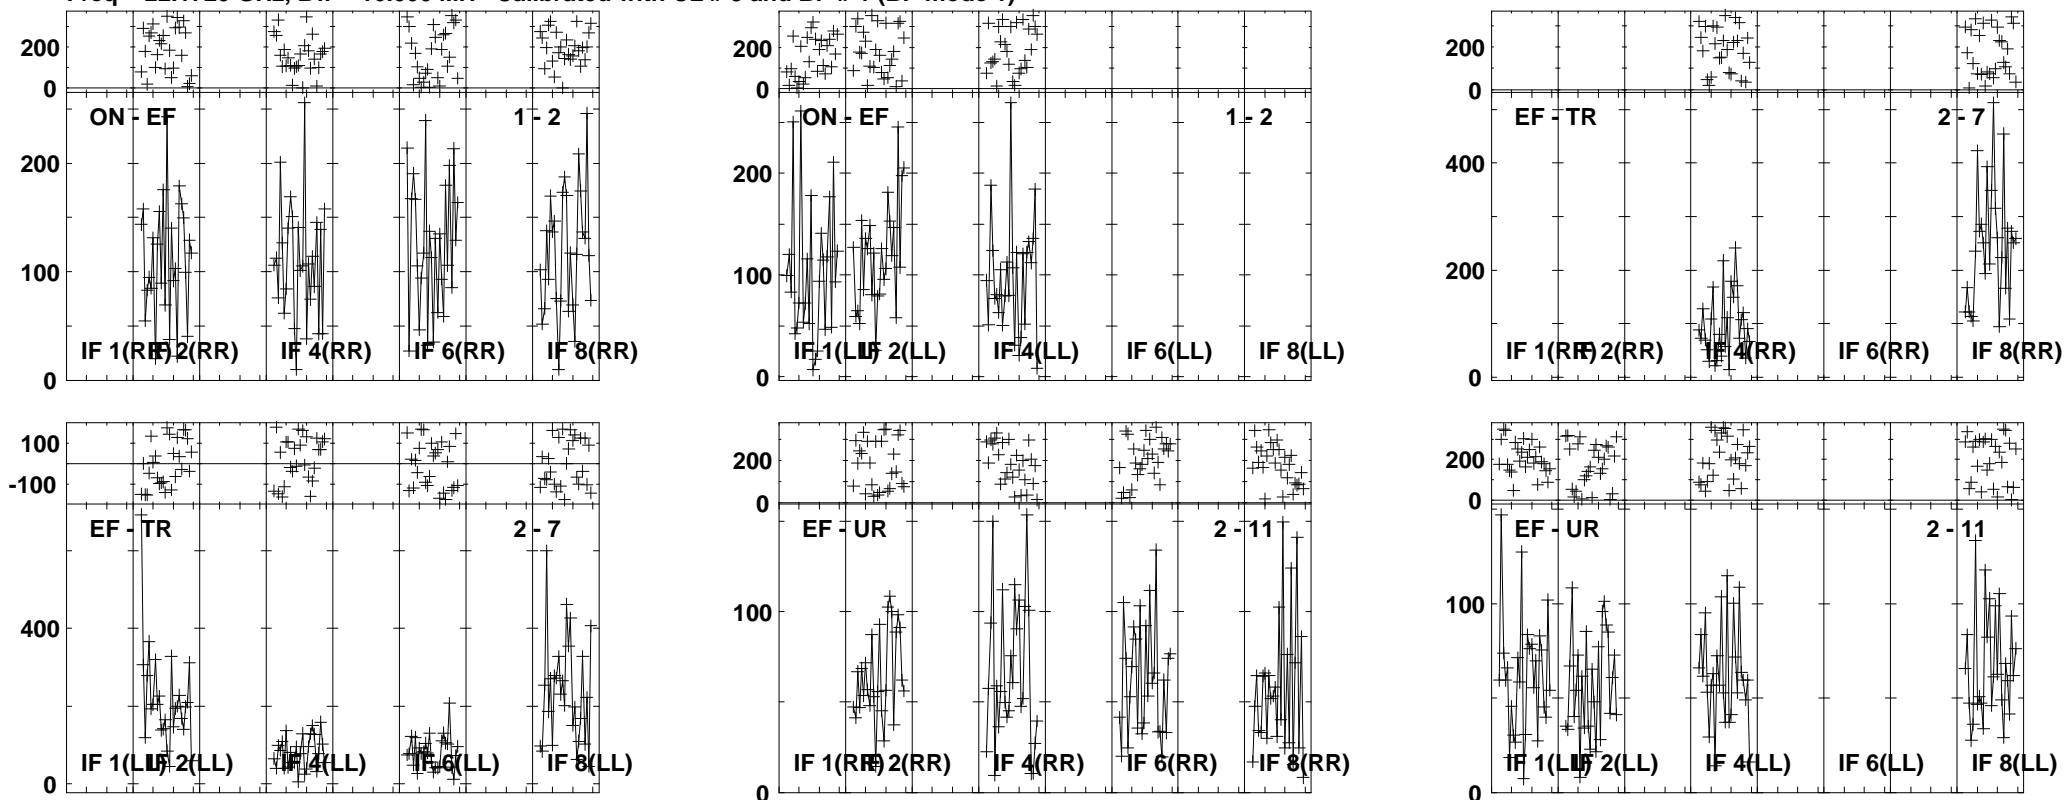 200
0
ON - EF 1 - 2
200
100
IF 1(RR) IF 2(RR) IF 4(RR) IF 6(RR) IF 8(RR)
0
200
0
ON - EF 1 - 2
200
100
IF 1(LL) IF 2(LL) IF 4(LL) IF 6(LL) IF 8(LL)
0
200
0
EF - TR 2 - 7
400
200
IF 1(RR) IF 2(RR) IF 4(RR) IF 6(RR) IF 8(RR)
0
100
-100
EF - TR 2 - 7
400
IF 1(LL) IF 2(LL) IF 4(LL) IF 6(LL) IF 8(LL)
0
200
0
EF - UR 2 - 11
100
IF 1(RR) IF 2(RR) IF 4(RR) IF 6(RR) IF 8(RR)
0
200
0
EF - UR 2 - 11
100
IF 1(LL) IF 2(LL) IF 4(LL) IF 6(LL) IF 8(LL)
0